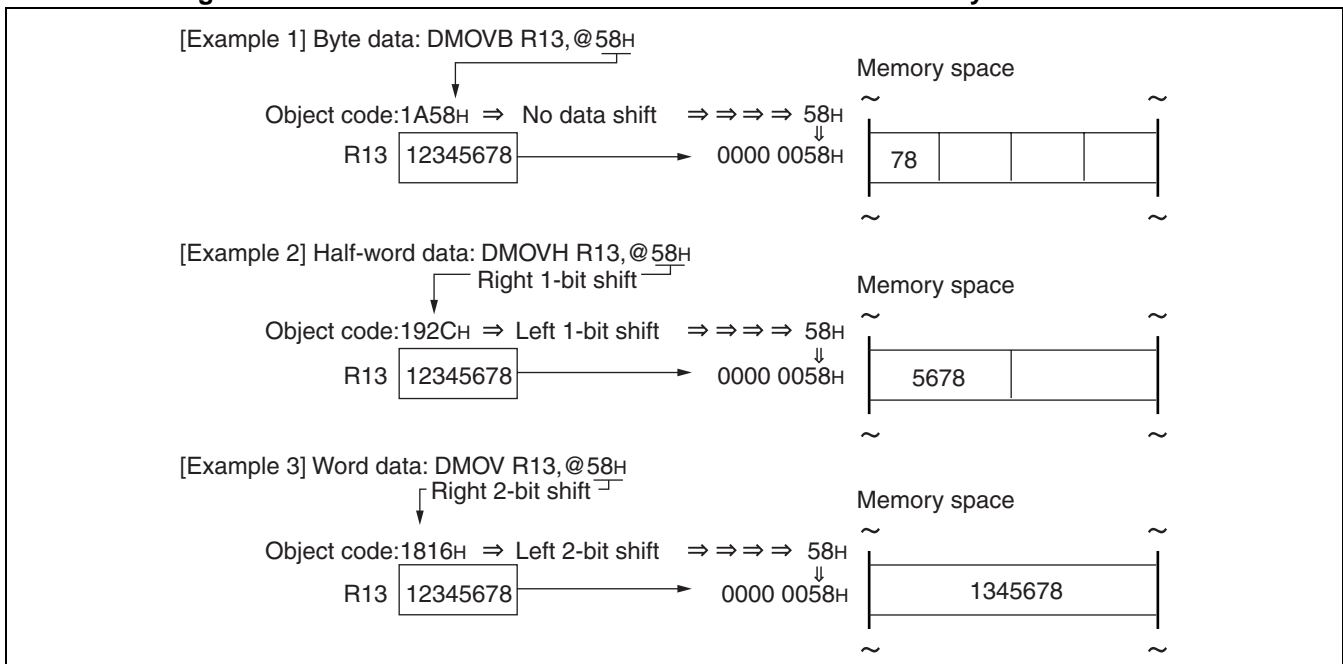 [Example 1] Byte data: DMOVB R13,@58H
Memory space
Object code:1A58H ⇒ No data shift ⇒⇒⇒⇒ 58H
⇓
R13 12345678 0000 0058H 78
[Example 2] Half-word data: DMOVH R13,@58H
Right 1-bit shift
Memory space
Object code:192CH ⇒ Left 1-bit shift ⇒⇒⇒⇒ 58H
⇓
R13 12345678 0000 0058H 5678
[Example 3] Word data: DMOV R13,@58H
Right 2-bit shift
Memory space
Object code:1816H ⇒ Left 2-bit shift ⇒⇒⇒⇒ 58H
⇓
R13 12345678 0000 0058H 1345678